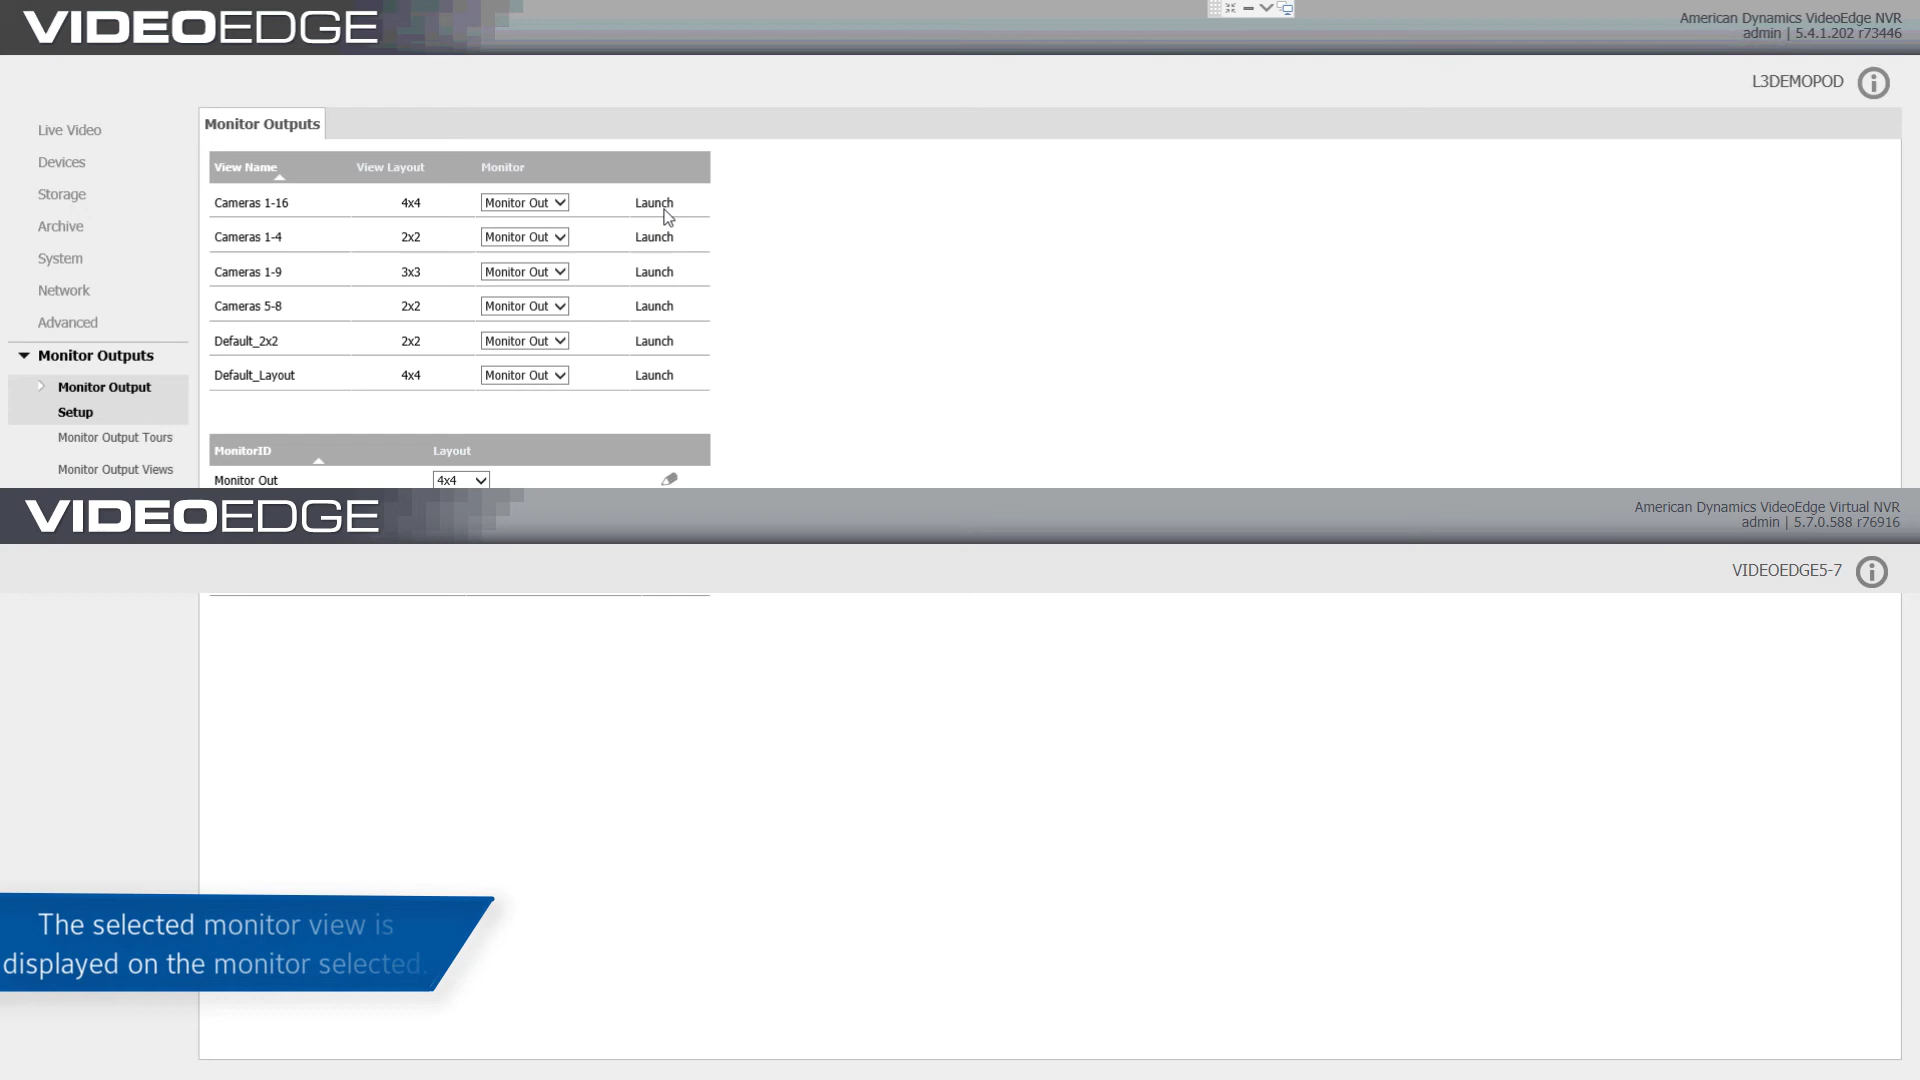 VIDEOEDGE
American Dynamics VideoEdge NVR
admin | 5.4.1.202 r73446
L3DEMOPOD
Live Video
Devices
Storage
Archive
System
Network
Advanced
Monitor Outputs
Monitor Output
Setup
Monitor Output Tours
Monitor Output Views
Monitor Outputs
View Name View Layout Monitor
Cameras 1-16 4x4 Monitor Out Launch
Cameras 1-4 2x2 Monitor Out Launch
Cameras 1-9 3x3 Monitor Out Launch
Cameras 5-8 2x2 Monitor Out Launch
Default_2x2 2x2 Monitor Out Launch
Default_Layout 4x4 Monitor Out Launch
MonitorID Layout
Monitor Out 4x4
VIDEOEDGE
American Dynamics VideoEdge Virtual NVR
admin | 5.7.0.588 r76916
VIDEOEDGE5-7
The selected monitor view is
displayed on the monitor selected.